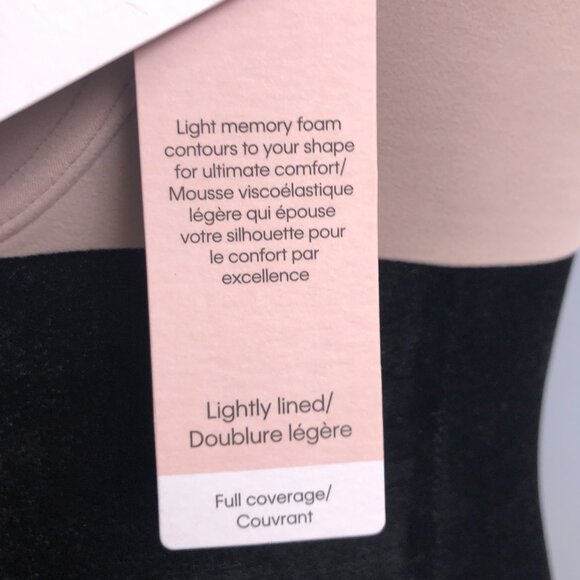 Light memory foam
contours to your shape
for ultimate comfort/
Mousse viscoélastique
légère qui épouse
votre silhouette pour
le confort par
excellence
Lightly lined/
Doublure légère
Full coverage/
Couvrant